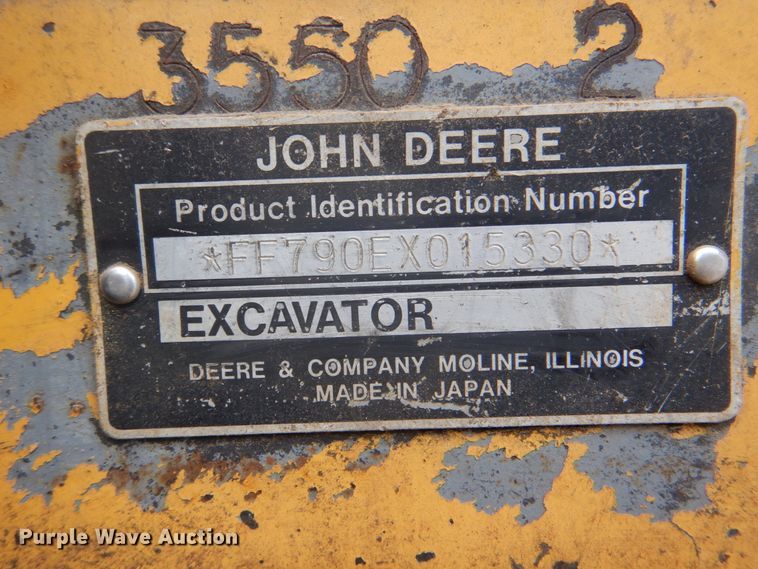 3550 2
JOHN DEERE
Product Identification Number
*FF790EX015330*
EXCAVATOR
DEERE & COMPANY MOLINE, ILLINOIS
MADE IN JAPAN
Purple Wave Auction